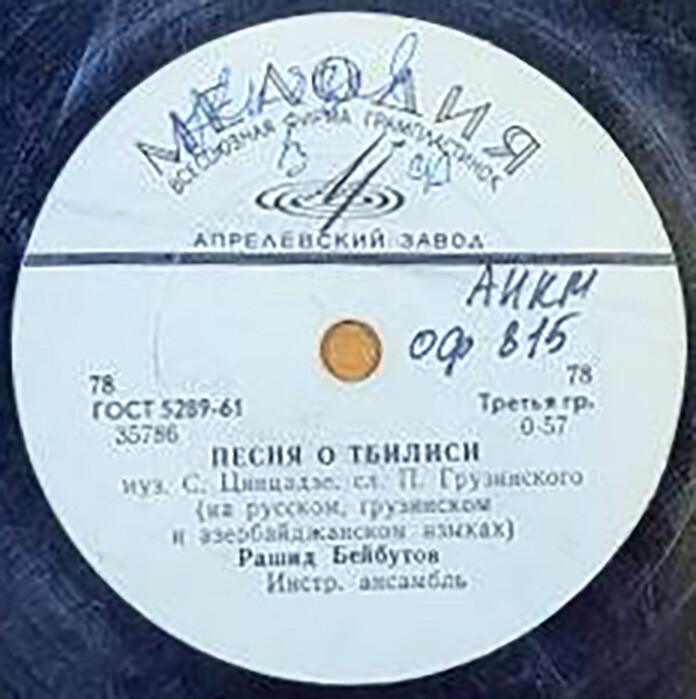 МЕЛОДИЯ
ВСЕСОЮЗНАЯ ФИРМА ГРАМПЛАСТИНОК
АПРЕЛЕВСКИЙ ЗАВОД
АИКМ
ОФ 815
78
ГОСТ 5289-61
35786
78
Третья гр.
0-57
ПЕСНЯ О ТБИЛИСИ
муз. С. Цинцадзе, сл. П. Грузинского
(на русском, грузинском
и азербайджанском языках)
Рашид Бейбутов
Инстр. ансамбль